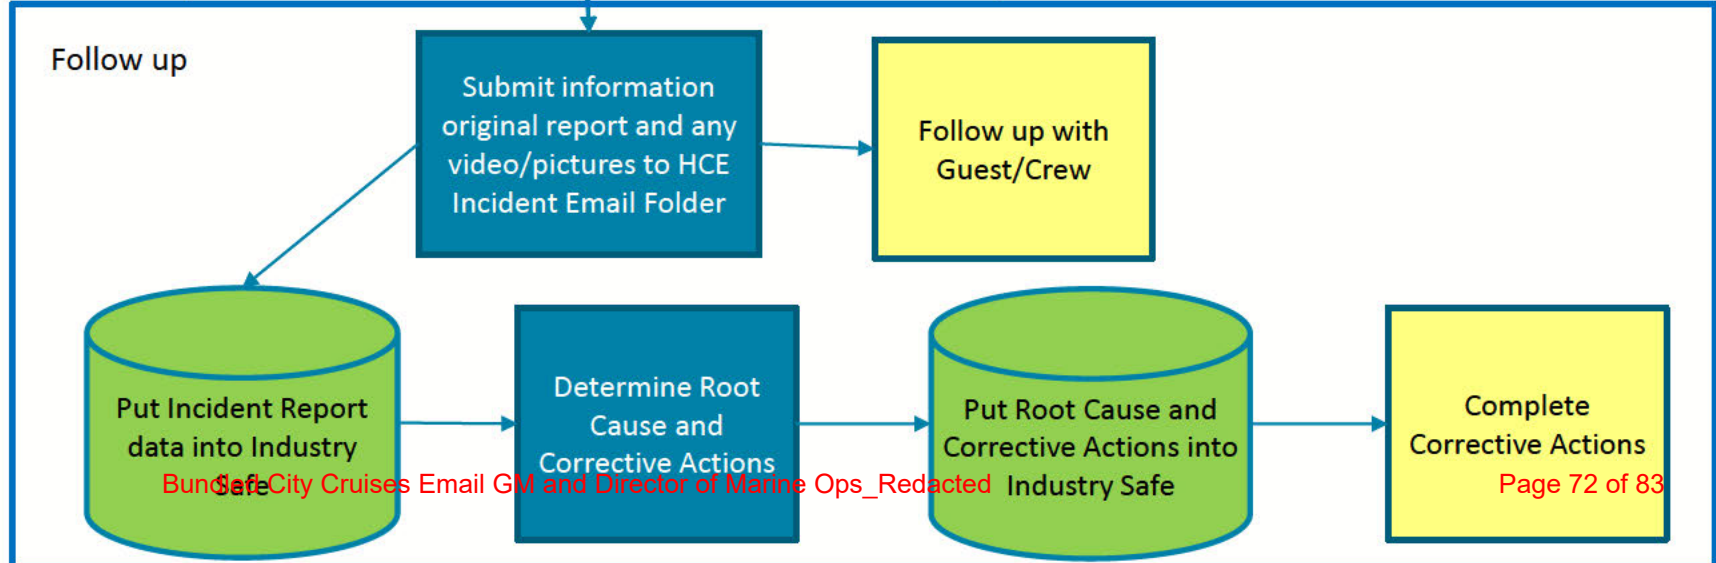 Follow up
Submit information
original report and any
video/pictures to HCE
Incident Email Folder
Follow up with
Guest/Crew
Put Incident Report
data into Industry
Safe
Determine Root
Cause and
Corrective Actions
Put Root Cause and
Corrective Actions into
Industry Safe
Complete
Corrective Actions
Bundled City Cruises Email GM and Director of Marine Ops_Redacted
Page 72 of 83